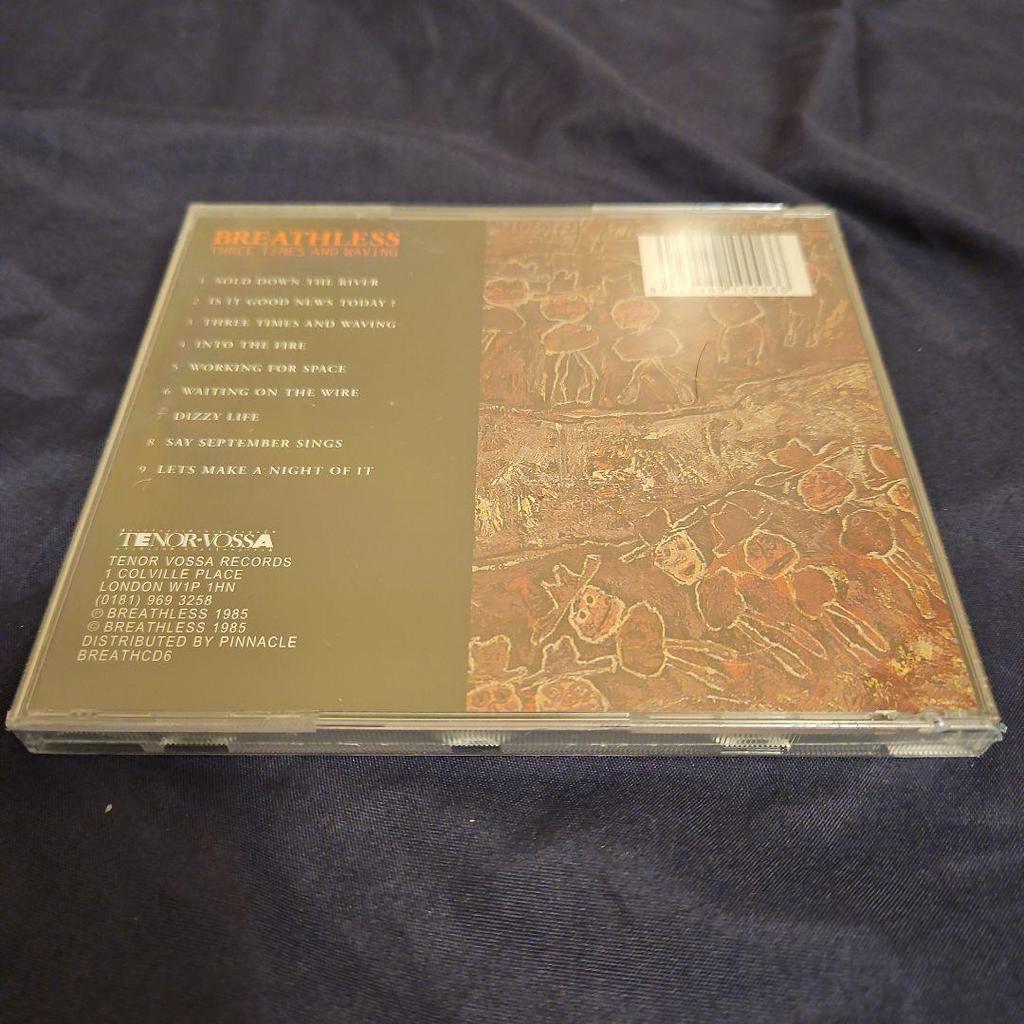 BREATHLESS
THREE TIMES AND WAVING
1 SOLD DOWN THE RIVER
2 IS IT GOOD NEWS TODAY ?
3 THREE TIMES AND WAVING
4 INTO THE FIRE
5 WORKING FOR SPACE
6 WAITING ON THE WIRE
7 DIZZY LIFE
8 SAY SEPTEMBER SINGS
9 LETS MAKE A NIGHT OF IT
TENOR·VOSSA
TENOR VOSSA RECORDS
1 COLVILLE PLACE
LONDON W1P 1HN
(0181) 969 3258
℗ BREATHLESS 1985
© BREATHLESS 1985
DISTRIBUTED BY PINNACLE
BREATHCD6